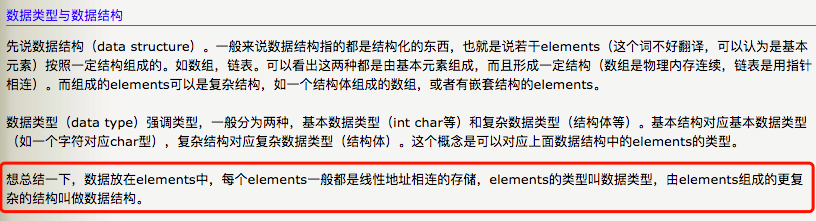 数据类型与数据结构
先说数据结构（data structure）。一般来说数据结构指的都是结构化的东西，也就是说若干elements（这个词不好翻译，可以认为是基本
元素）按照一定结构组成的。如数组，链表。可以看出这两种都是由基本元素组成，而且形成一定结构（数组是物理内存连续，链表是用指针
相连）。而组成的elements可以是复杂结构，如一个结构体组成的数组，或者有嵌套结构的elements。
数据类型（data type）强调类型，一般分为两种，基本数据类型（int char等）和复杂数据类型（结构体等）。基本结构对应基本数据类型
（如一个字符对应char型），复杂结构对应复杂数据类型（结构体）。这个概念是可以对应上面数据结构中的elements的类型。
想总结一下，数据放在elements中，每个elements一般都是线性地址相连的存储，elements的类型叫数据类型，由elements组成的更复
杂的结构叫做数据结构。